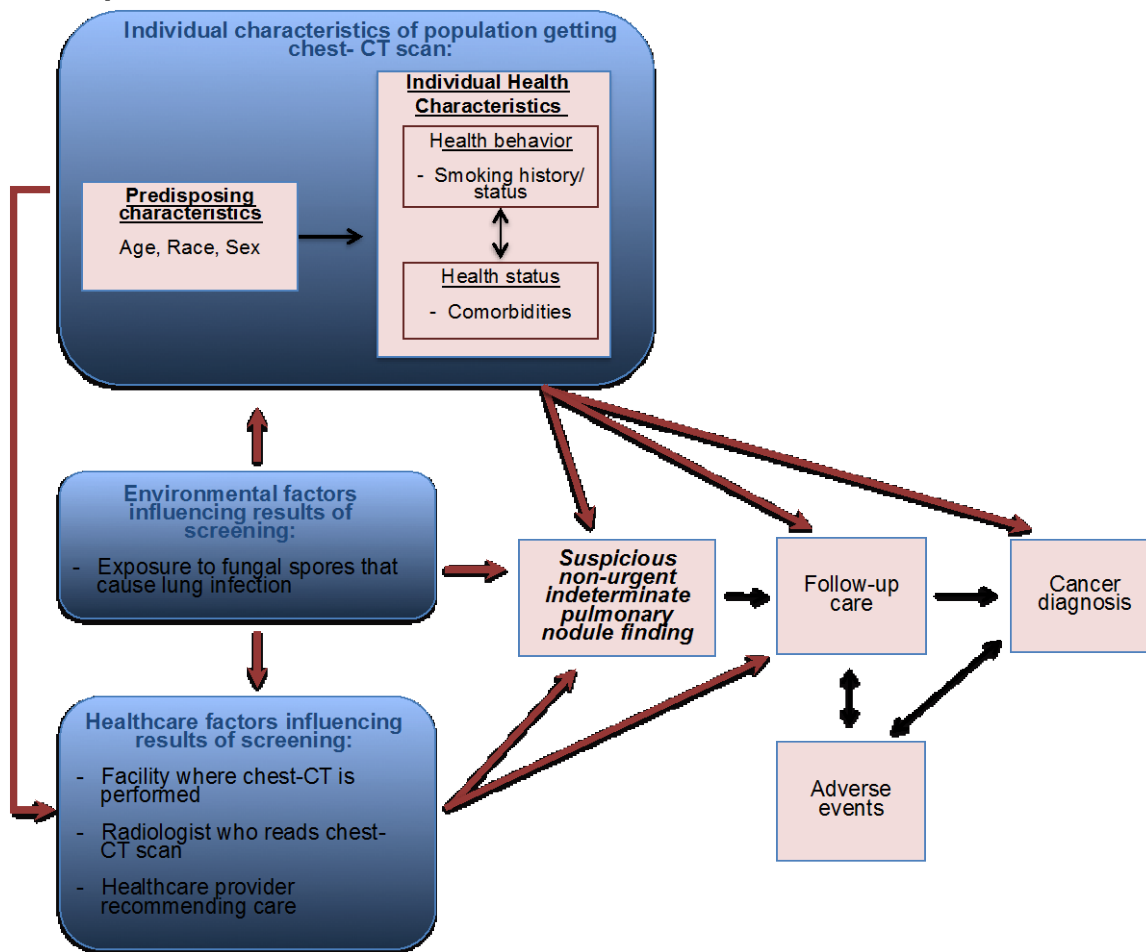 Individual characteristics of population getting
chest- CT scan:
Predisposing
characteristics
Age, Race, Sex
Individual Health
Characteristics
Health behavior
- Smoking history/
status
Health status
- Comorbidities
Environmental factors
influencing results of
screening:
- Exposure to fungal spores that
cause lung infection
Suspicious
non-urgent
indeterminate
pulmonary
nodule finding
Follow-up
care
Cancer
diagnosis
Adverse
events
Healthcare factors influencing
results of screening:
- Facility where chest-CT is
performed
- Radiologist who reads chest-
CT scan
- Healthcare provider
recommending care